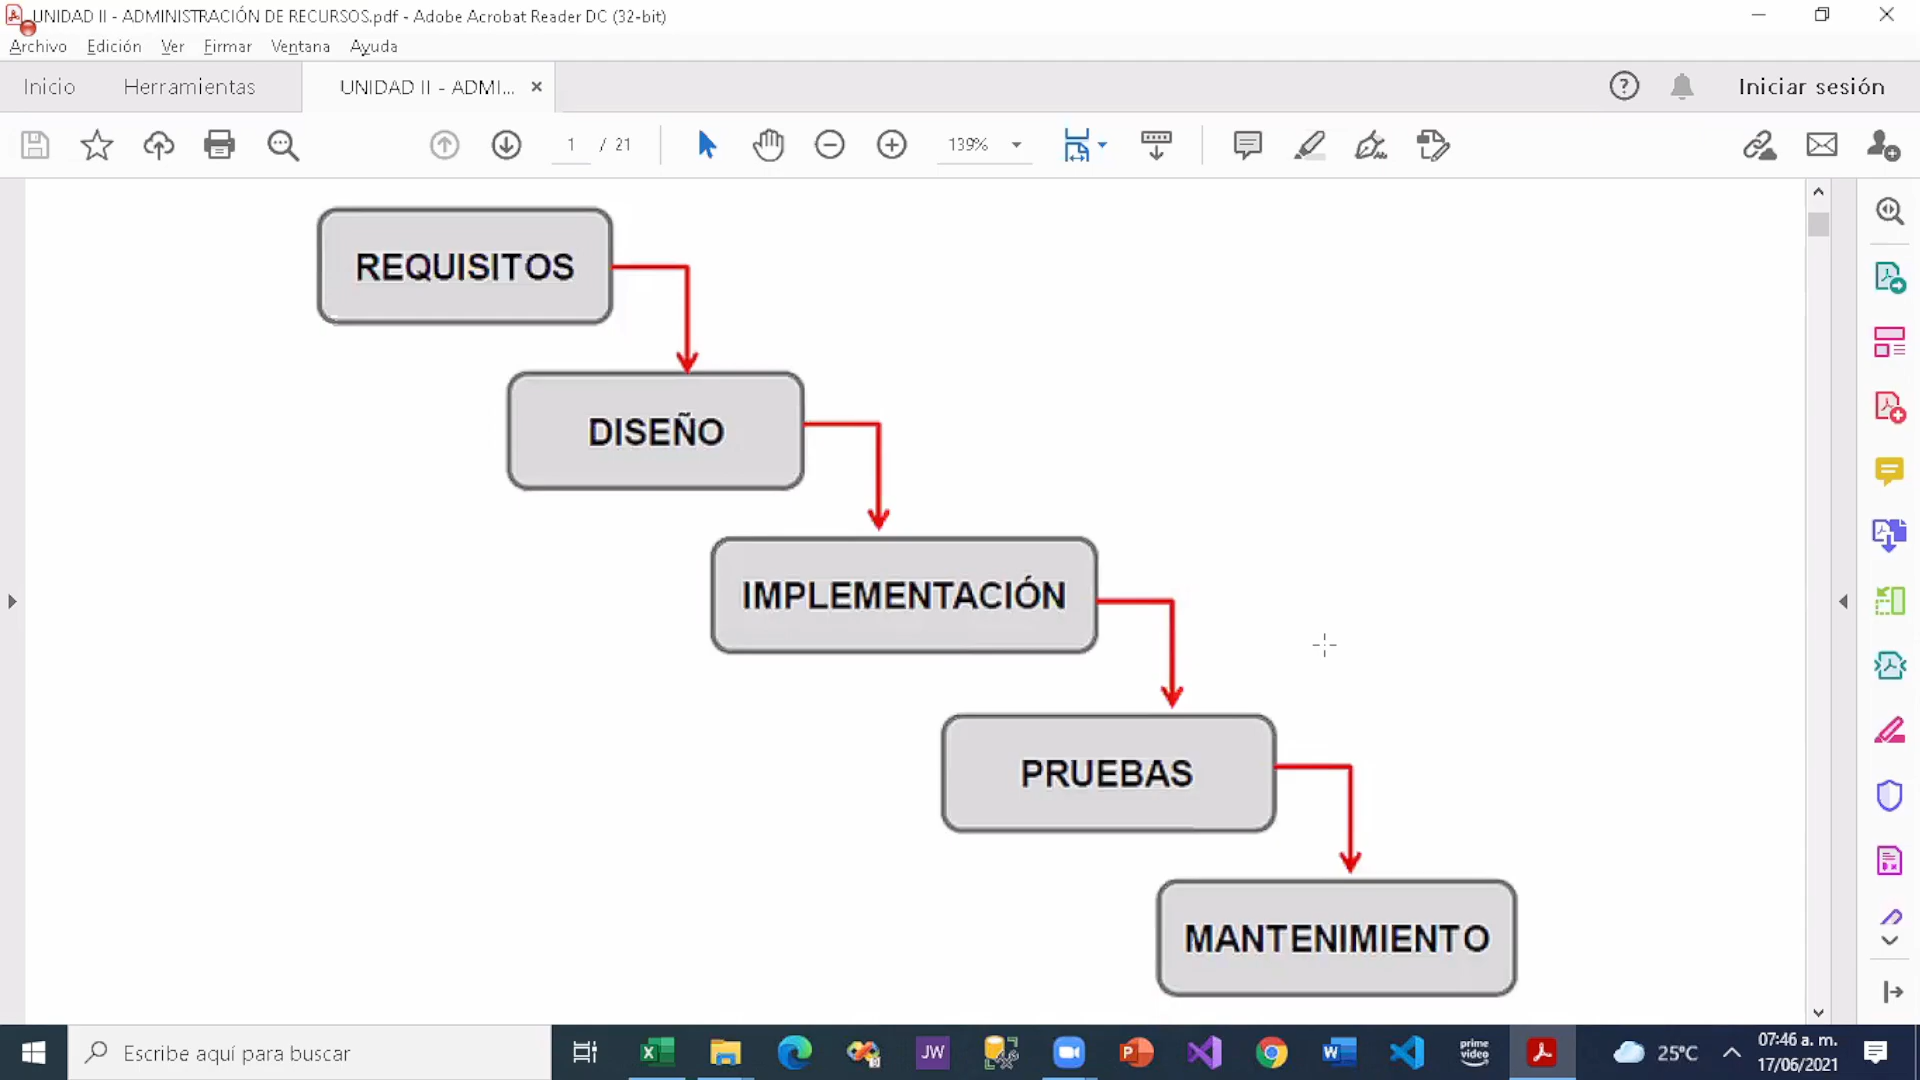 UNIDAD II - ADMINISTRACIÓN DE RECURSOS.pdf - Adobe Acrobat Reader DC (32-bit)
Archivo Edición Ver Firmar Ventana Ayuda
Inicio Herramientas UNIDAD II - ADMI... Iniciar sesión
1 / 21 139%
REQUISITOS
DISEÑO
IMPLEMENTACIÓN
PRUEBAS
MANTENIMIENTO
Escribe aquí para buscar
JW
prime video
25°C
07:46 a. m.
17/06/2021